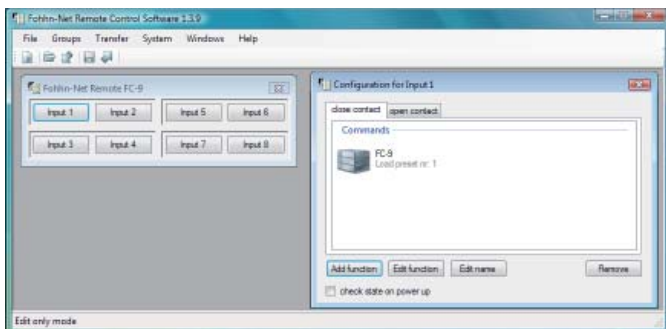 Fohhn-Net Remote Control Software 1.3.9
File Groups Transfer System Windows Help
Fohhn-Net Remote FC-9
Input 1 Input 2 Input 5 Input 6
Input 3 Input 4 Input 7 Input 8
Configuration for Input 1
close contact open contact
Commands
FC-9
Load preset nr. 1
Add function Edit function Edit name Remove
check state on power up
Edit only mode